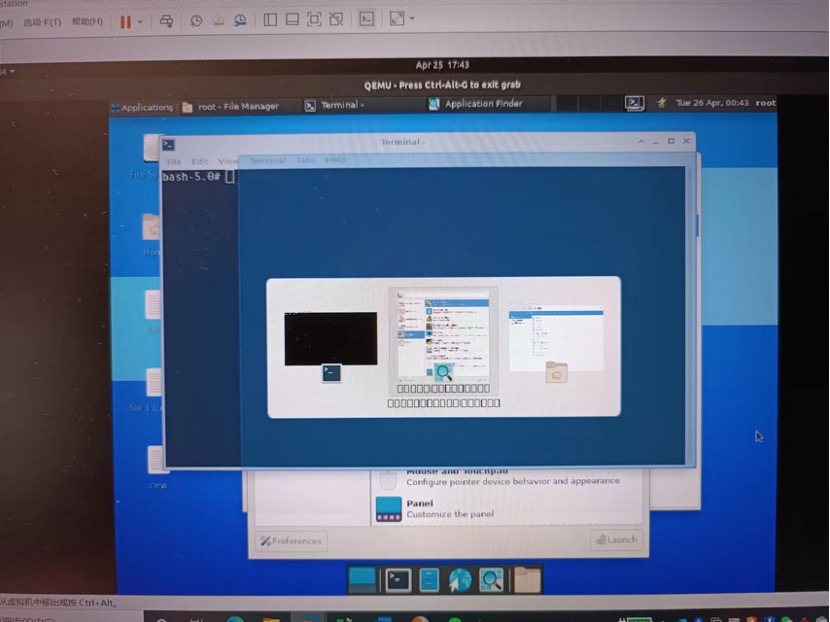 station
(M) 选项卡(T) 帮助(H)
Apr 25 17:43
QEMU - Press Ctrl-Alt-G to exit grab
Applications
root - File Manager
Terminal -
Application Finder
Tue 26 Apr, 00:43
root
Terminal -
File Edit View Terminal Tabs Help
bash-5.0#
File Sy
Hom
file 1 (c
new
Mouse and Touchpad
Configure pointer device behavior and appearance
Panel
Customize the panel
Preferences
Launch
从虚拟机中移出或按 Ctrl+Alt。